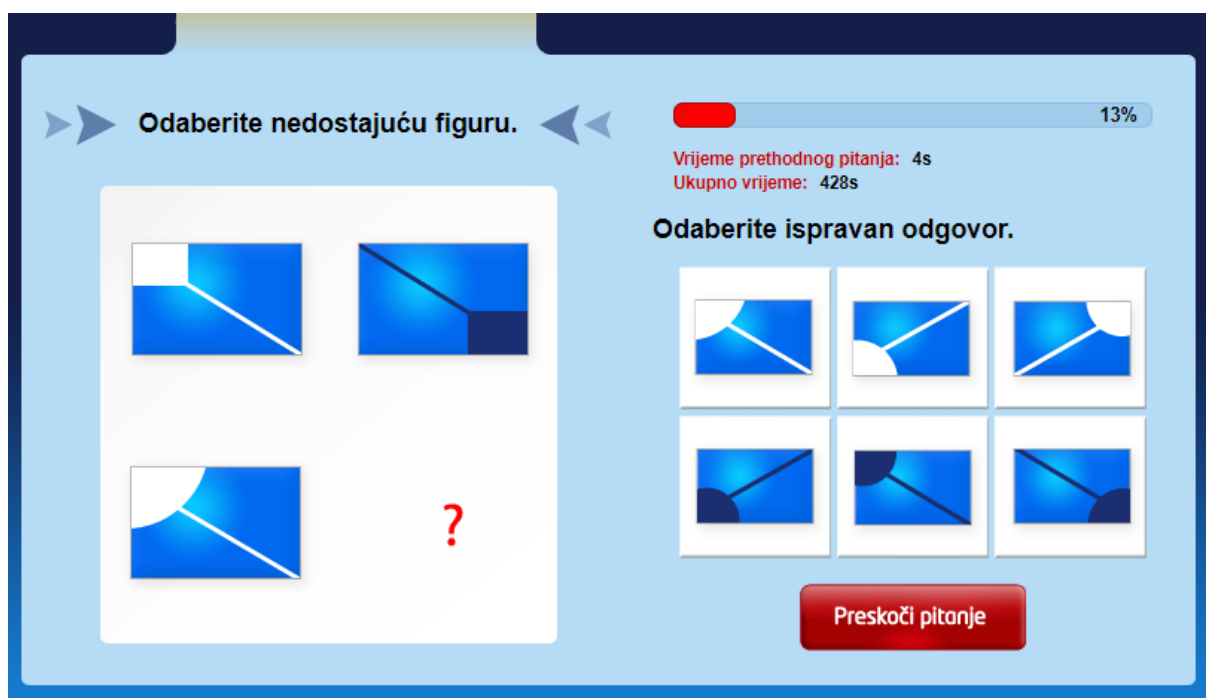 Odaberite nedostajuću figuru.
13%
Vrijeme prethodnog pitanja: 4s
Ukupno vrijeme: 428s
Odaberite ispravan odgovor.
?
Preskoči pitanje